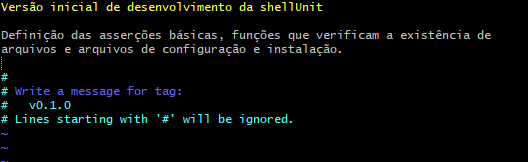 Versão inicial de desenvolvimento da shellUnit
Definição das asserções básicas, funções que verificam a existência de
arquivos e arquivos de configuração e instalação.
#
# Write a message for tag:
#   v0.1.0
# Lines starting with '#' will be ignored.
~
~